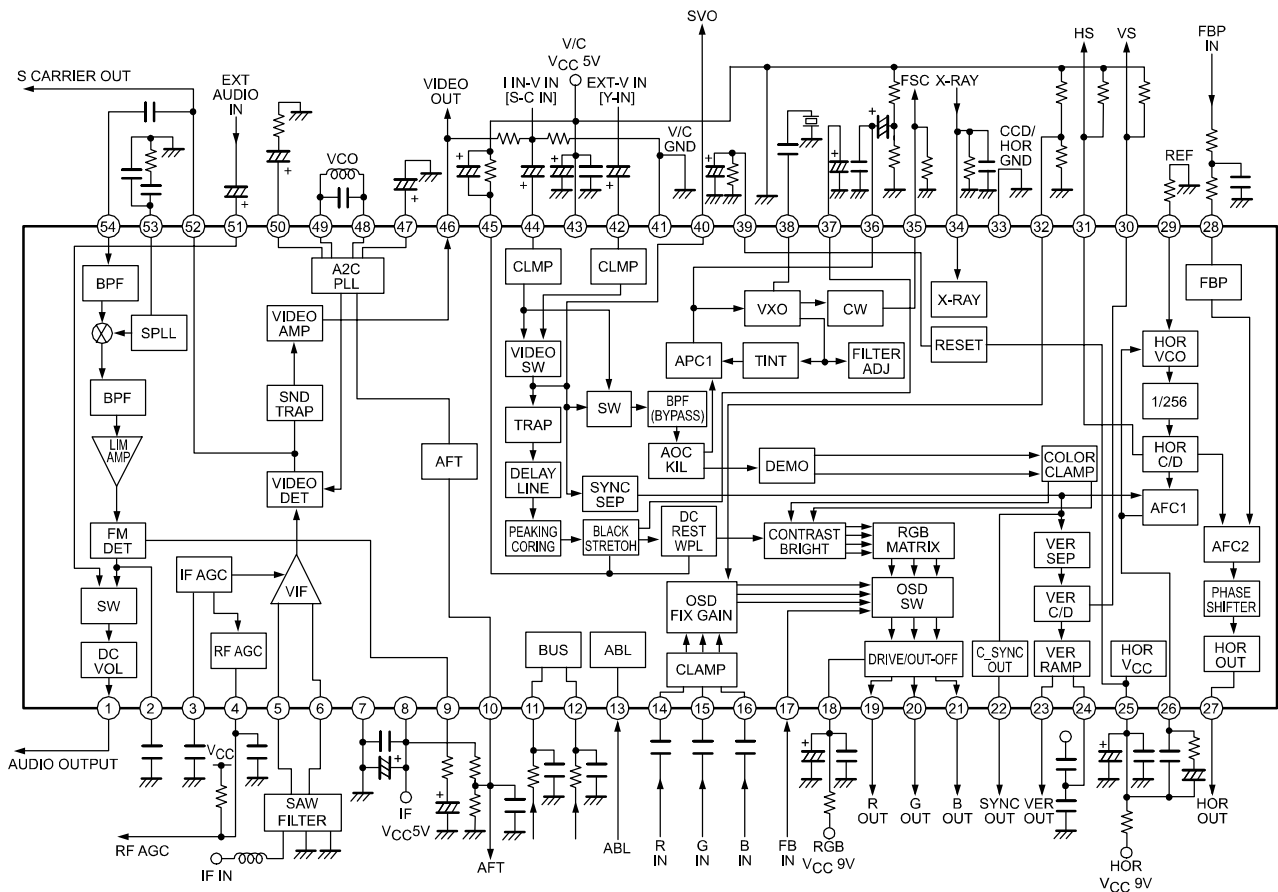 SVO
HS
VS
FBP
IN
V/C
VCC 5V
S CARRIER OUT
EXT
AUDIO
IN
VIDEO
OUT
I IN-V IN
[S-C IN]
EXT-V IN
[Y-IN]
FSC
X-RAY
V/C
GND
CCD/
HOR
GND
VCO
REF
54
53
52
51
50
49
48
47
46
45
44
43
42
41
40
39
38
37
36
35
34
33
32
31
30
29
28
BPF
SPLL
A2C
PLL
CLMP
CLMP
VXO
CW
X-RAY
FBP
VIDEO
AMP
VIDEO
SW
APC1
TINT
FILTER
ADJ
RESET
HOR
VCO
BPF
SND
TRAP
SW
BPF
(BYPASS)
1/256
LIM
AMP
TRAP
AFT
AOC
KIL
DEMO
COLOR
CLAMP
HOR
C/D
VIDEO
DET
DELAY
LINE
SYNC
SEP
AFC1
FM
DET
PEAKING
CORING
BLACK
STRETOH
DC
REST
WPL
CONTRAST
BRIGHT
RGB
MATRIX
VER
SEP
AFC2
IF AGC
VIF
SW
OSD
FIX GAIN
OSD
SW
VER
C/D
PHASE
SHIFTER
RF AGC
DC
VOL
BUS
ABL
CLAMP
DRIVE/OUT-OFF
C_SYNC
OUT
VER
RAMP
HOR
VCC
HOR
OUT
1
2
3
4
5
6
7
8
9
10
11
12
13
14
15
16
17
18
19
20
21
22
23
24
25
26
27
AUDIO OUTPUT
VCC
SAW
FILTER
RF AGC
IF IN
IF
VCC5V
AFT
ABL
R
IN
G
IN
B
IN
FB
IN
RGB
VCC 9V
R
OUT
G
OUT
B
OUT
SYNC
OUT
VER
OUT
HOR
VCC 9V
HOR
OUT